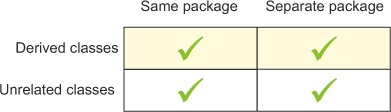 Same package Separate package
Derived classes ✓ ✓
Unrelated classes ✓ ✓